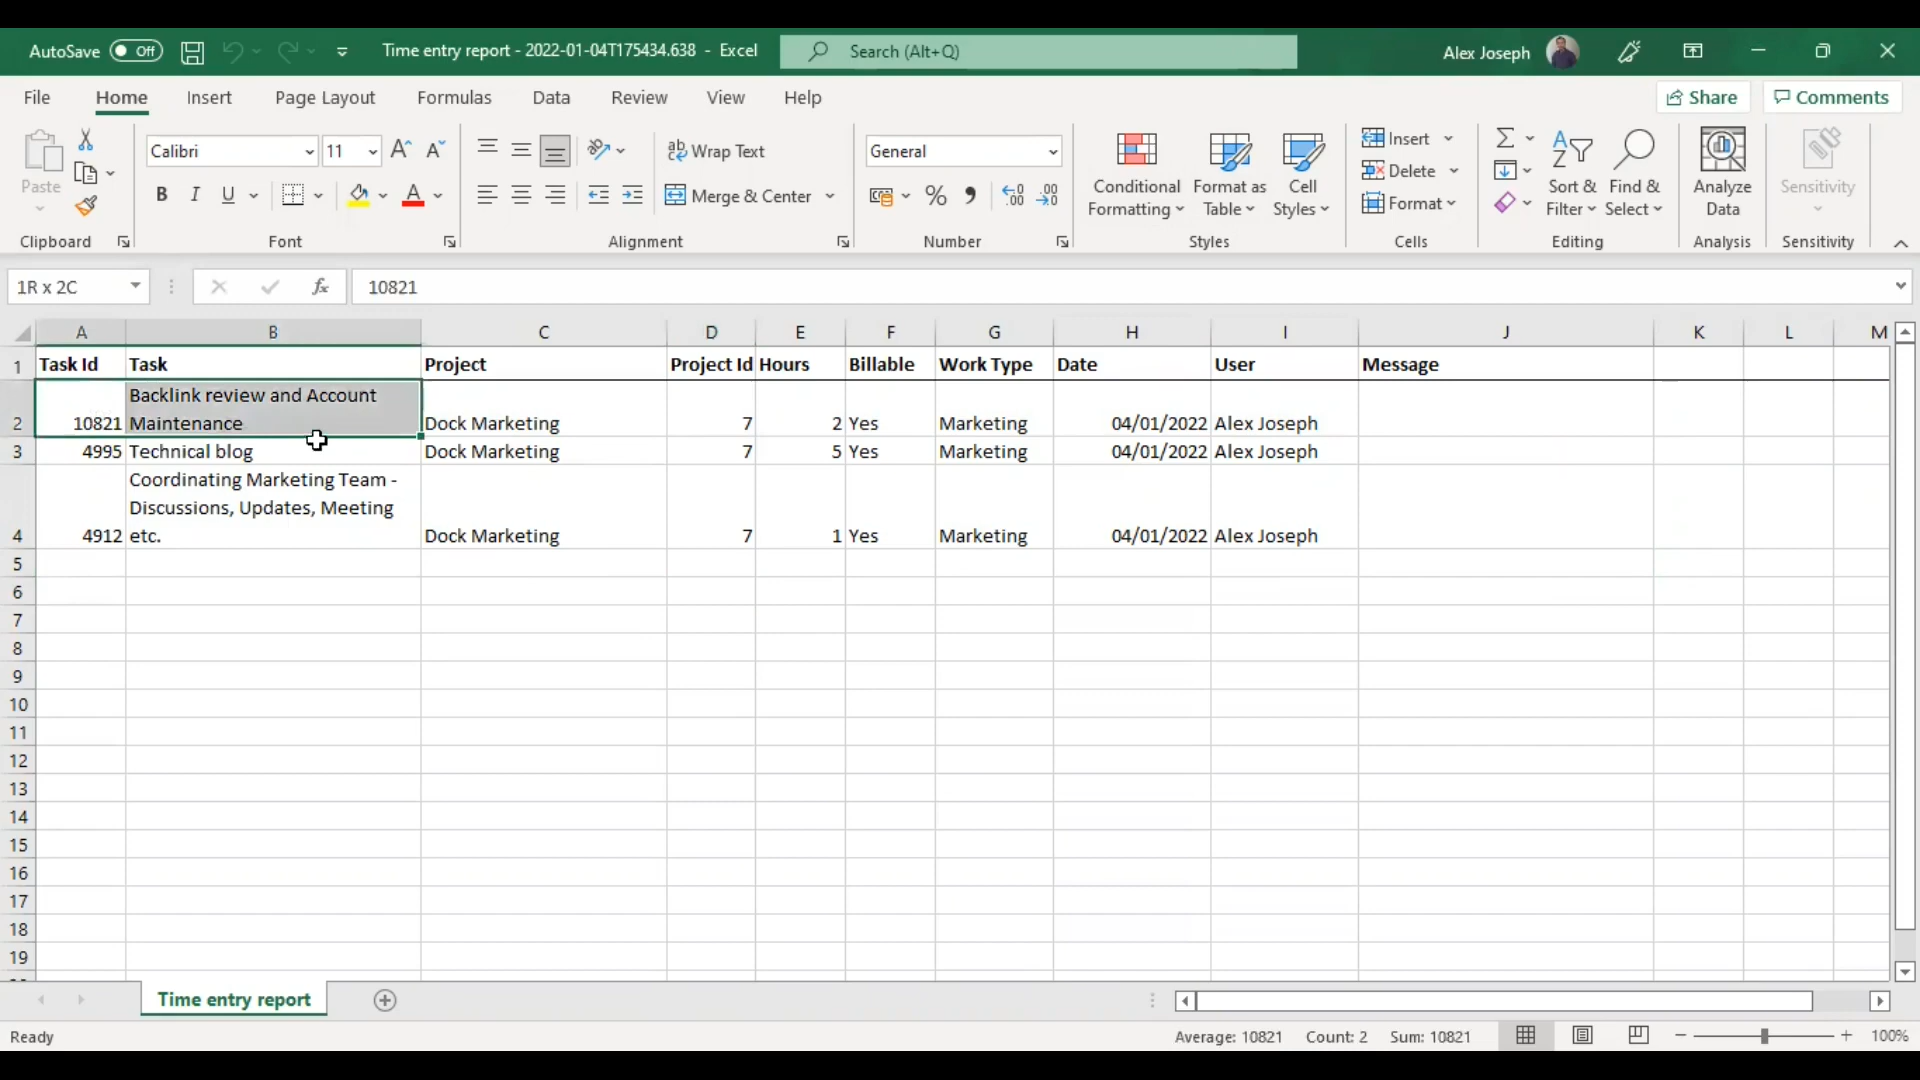 AutoSave Off Time entry report - 2022-01-04T175434.638 - Excel Search (Alt+Q) Alex Joseph
File Home Insert Page Layout Formulas Data Review View Help Share Comments
Paste
Clipboard
Calibri 11
B I U A
Font
Wrap Text
Merge & Center
Alignment
General
%
Number
Conditional
Formatting
Format as
Table
Cell
Styles
Styles
Insert
Delete
Format
Cells
Sort &
Filter
Find &
Select
Editing
Analyze
Data
Analysis
Sensitivity
Sensitivity
1R x 2C fx 10821
A B C D E F G H I J K L M
1 Task Id Task Project Project Id Hours Billable Work Type Date User Message
Backlink review and Account
2 10821 Maintenance Dock Marketing 7 2 Yes Marketing 04/01/2022 Alex Joseph
3 4995 Technical blog Dock Marketing 7 5 Yes Marketing 04/01/2022 Alex Joseph
Coordinating Marketing Team -
Discussions, Updates, Meeting
4 4912 etc. Dock Marketing 7 1 Yes Marketing 04/01/2022 Alex Joseph
5
6
7
8
9
10
11
12
13
14
15
16
17
18
19
Time entry report
Ready Average: 10821 Count: 2 Sum: 10821 100%